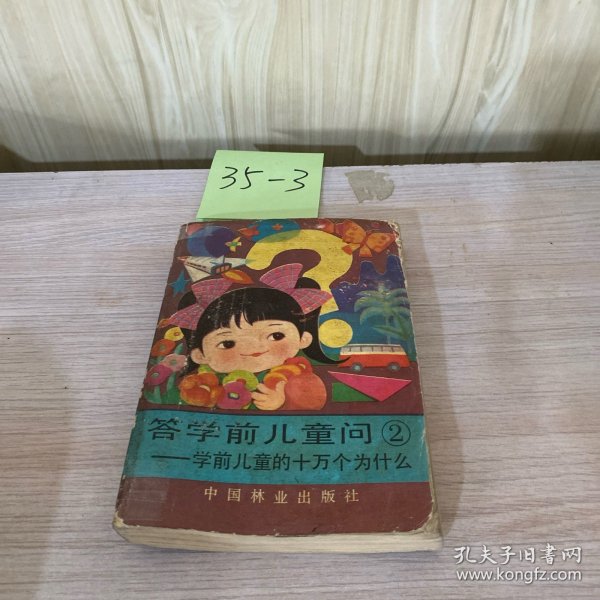 35-3
答学前儿童问②
——学前儿童的十万个为什么
中国林业出版社
孔夫子旧书网
www.kongfz.com